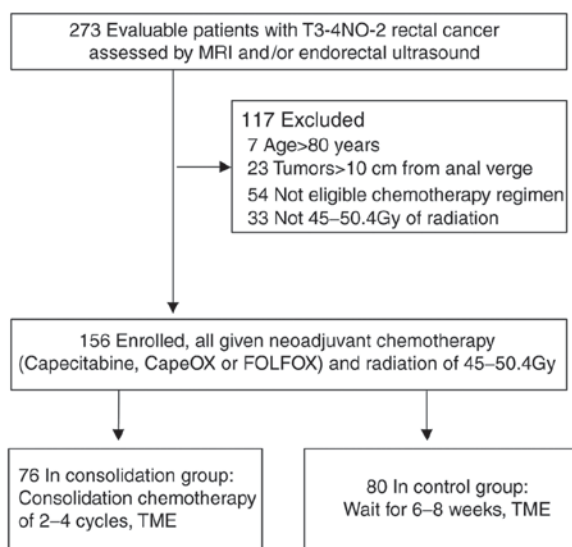 273 Evaluable patients with T3-4NO-2 rectal cancer
assessed by MRI and/or endorectal ultrasound
117 Excluded
7 Age>80 years
23 Tumors>10 cm from anal verge
54 Not eligible chemotherapy regimen
33 Not 45–50.4Gy of radiation
156 Enrolled, all given neoadjuvant chemotherapy
(Capecitabine, CapeOX or FOLFOX) and radiation of 45–50.4Gy
76 In consolidation group:
Consolidation chemotherapy
of 2–4 cycles, TME
80 In control group:
Wait for 6–8 weeks, TME